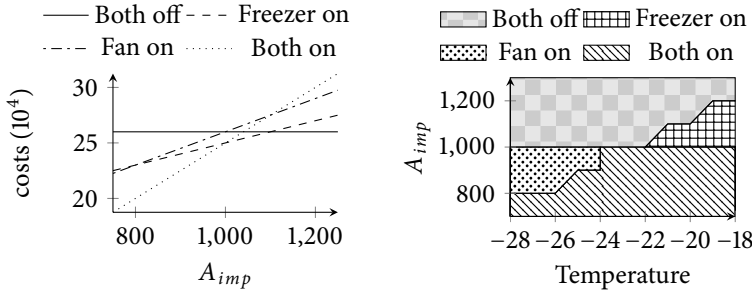 Both off Freezer on
Fan on Both on
costs (10⁴)
30
25
20
800 1,000 1,200
A_imp
Both off Freezer on
Fan on Both on
A_imp
1,200
1,000
800
−28 −26 −24 −22 −20 −18
Temperature